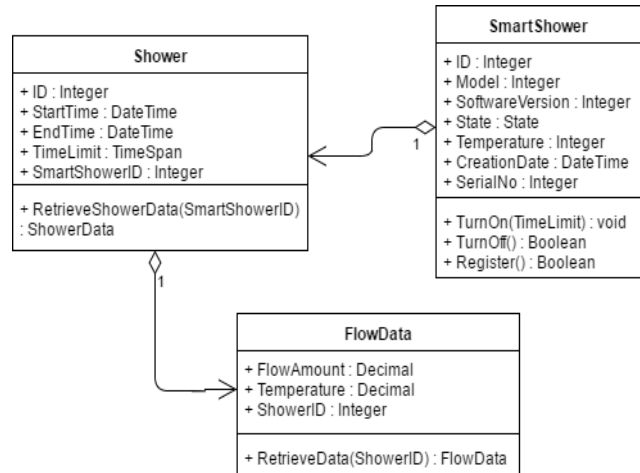 SmartShower
+ ID : Integer
+ Model : Integer
+ SoftwareVersion : Integer
+ State : State
+ Temperature : Integer
+ CreationDate : DateTime
+ SerialNo : Integer
+ TurnOn(TimeLimit) : void
+ TurnOff() : Boolean
+ Register() : Boolean
1
Shower
+ ID : Integer
+ StartTime : DateTime
+ EndTime : DateTime
+ TimeLimit : TimeSpan
+ SmartShowerID : Integer
+ RetrieveShowerData(SmartShowerID)
: ShowerData
1
FlowData
+ FlowAmount : Decimal
+ Temperature : Decimal
+ ShowerID : Integer
+ RetrieveData(ShowerID) : FlowData